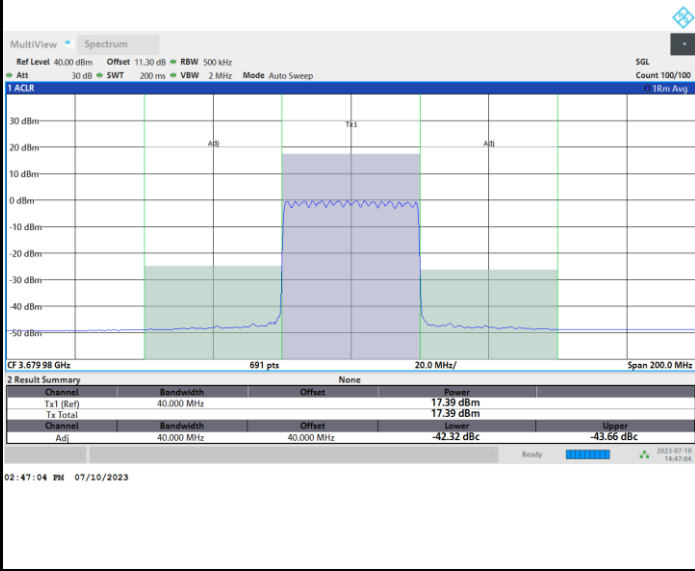 MultiView Spectrum
Ref Level 40.00 dBm Offset 11.30 dB RBW 500 kHz SGL
Att 30 dB SWT 200 ms VBW 2 MHz Mode Auto Sweep Count 100/100
1 ACLR 1Rm Avg
30 dBm
Tx1
20 dBm
Adj Adj
10 dBm
0 dBm
-10 dBm
-20 dBm
-30 dBm
-40 dBm
-50 dBm
CF 3.679 98 GHz 691 pts 20.0 MHz/ Span 200.0 MHz
2 Result Summary None
Channel Bandwidth Offset Power
Tx1 (Ref) 40.000 MHz 17.39 dBm
Tx Total 17.39 dBm
Channel Bandwidth Offset Lower Upper
Adj 40.000 MHz 40.000 MHz -42.32 dBc -43.66 dBc
Ready 2023-07-10
14:47:04
02:47:04 PM 07/10/2023